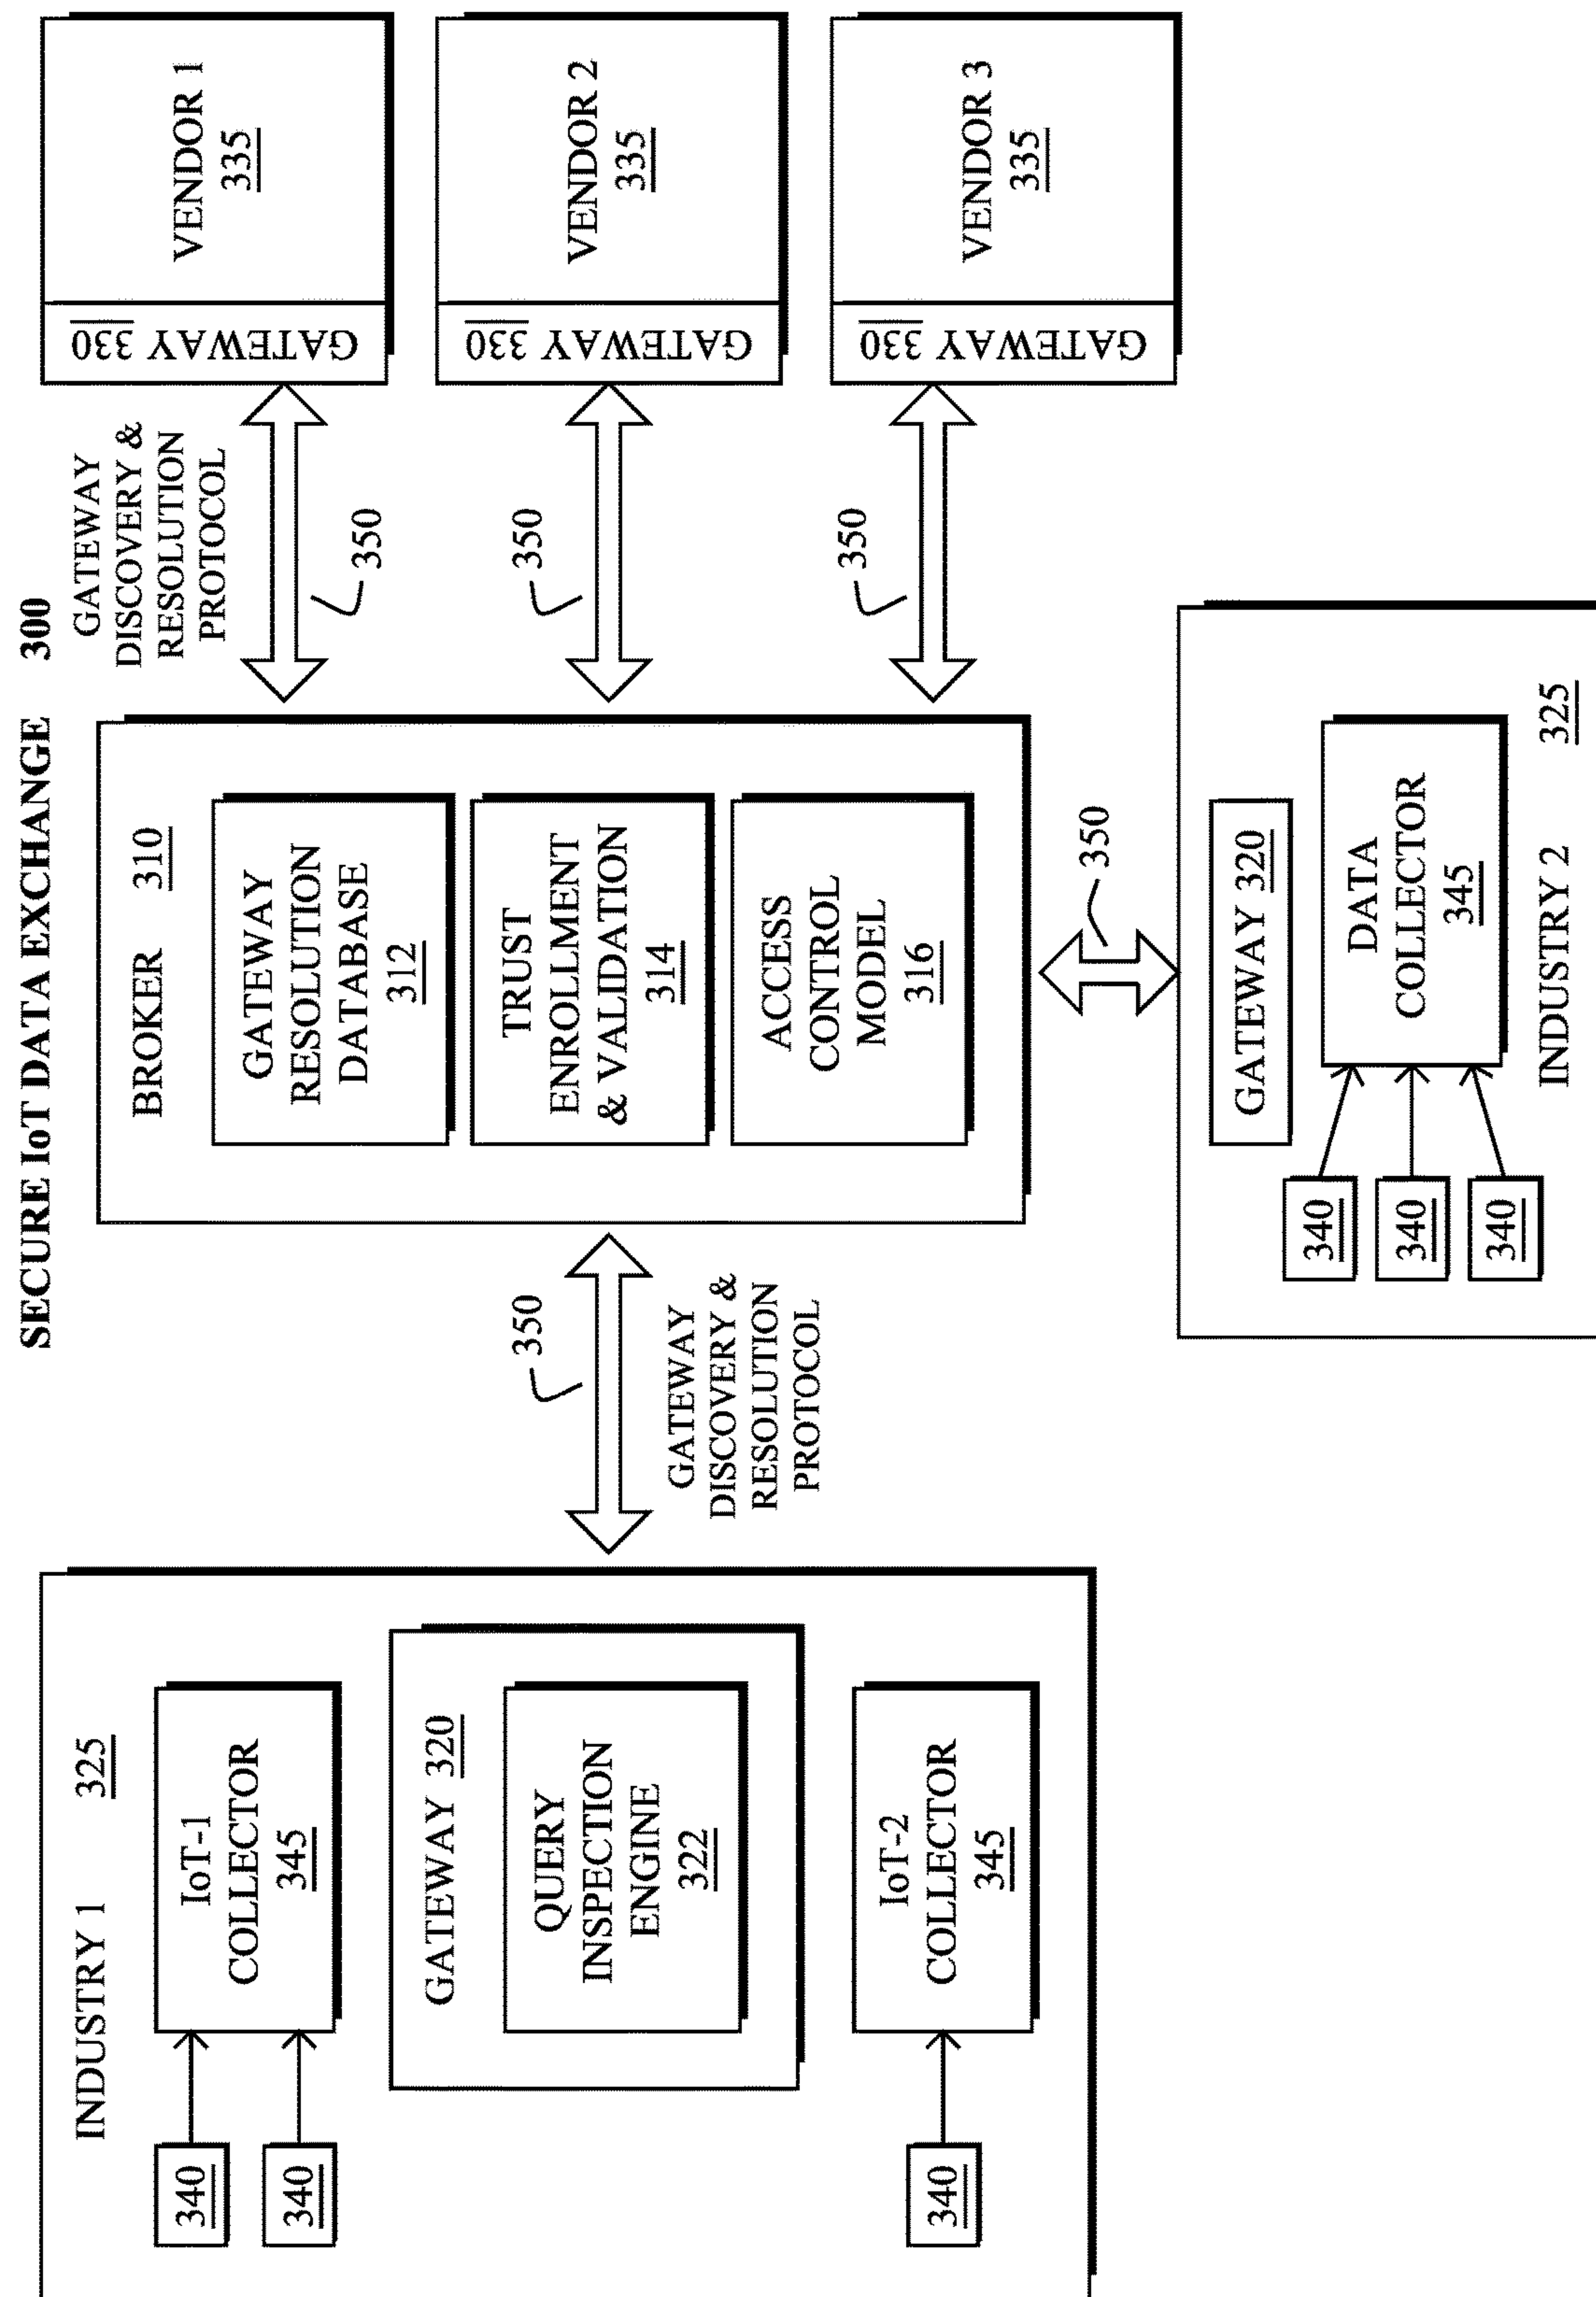 SECURE IoT DATA EXCHANGE 300
INDUSTRY 1 325
340
340
IoT-1
COLLECTOR
345
GATEWAY 320
QUERY
INSPECTION
ENGINE
322
340
IoT-2
COLLECTOR
345
350
GATEWAY
DISCOVERY &
RESOLUTION
PROTOCOL
BROKER 310
GATEWAY
RESOLUTION
DATABASE
312
TRUST
ENROLLMENT
& VALIDATION
314
ACCESS
CONTROL
MODEL
316
GATEWAY
DISCOVERY &
RESOLUTION
PROTOCOL
350
350
350
GATEWAY 330
VENDOR 1
335
GATEWAY 330
VENDOR 2
335
GATEWAY 330
VENDOR 3
335
350
GATEWAY 320
340
340
340
DATA
COLLECTOR
345
INDUSTRY 2 325